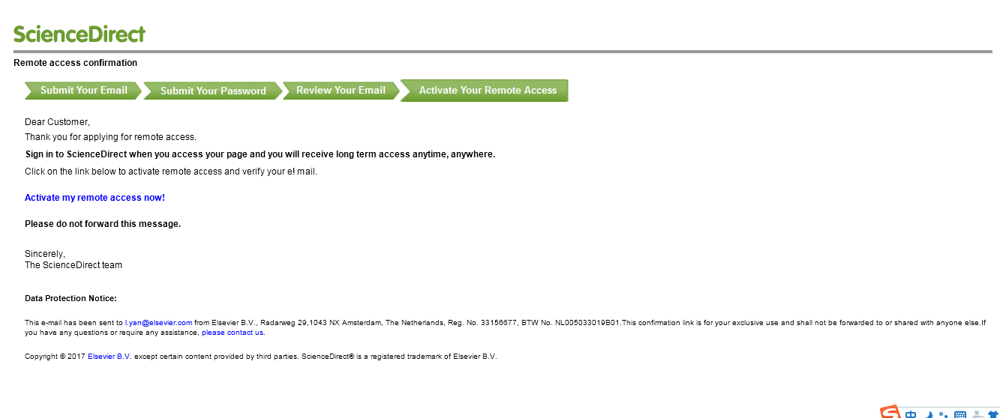 ScienceDirect
Remote access confirmation
Submit Your Email Submit Your Password Review Your Email Activate Your Remote Access
Dear Customer,
Thank you for applying for remote access.
Sign in to ScienceDirect when you access your page and you will receive long term access anytime, anywhere.
Click on the link below to activate remote access and verify your e! mail.
Activate my remote access now!
Please do not forward this message.
Sincerely,
The ScienceDirect team
Data Protection Notice:
This e-mail has been sent to l.yan@elsevier.com from Elsevier B.V., Radarweg 29,1043 NX Amsterdam, The Netherlands, Reg. No. 33156677, BTW No. NL005033019B01.This confirmation link is for your exclusive use and shall not be forwarded to or shared with anyone else.If
you have any questions or require any assistance, please contact us.
Copyright © 2017 Elsevier B.V. except certain content provided by third parties. ScienceDirect® is a registered trademark of Elsevier B.V.
S 中